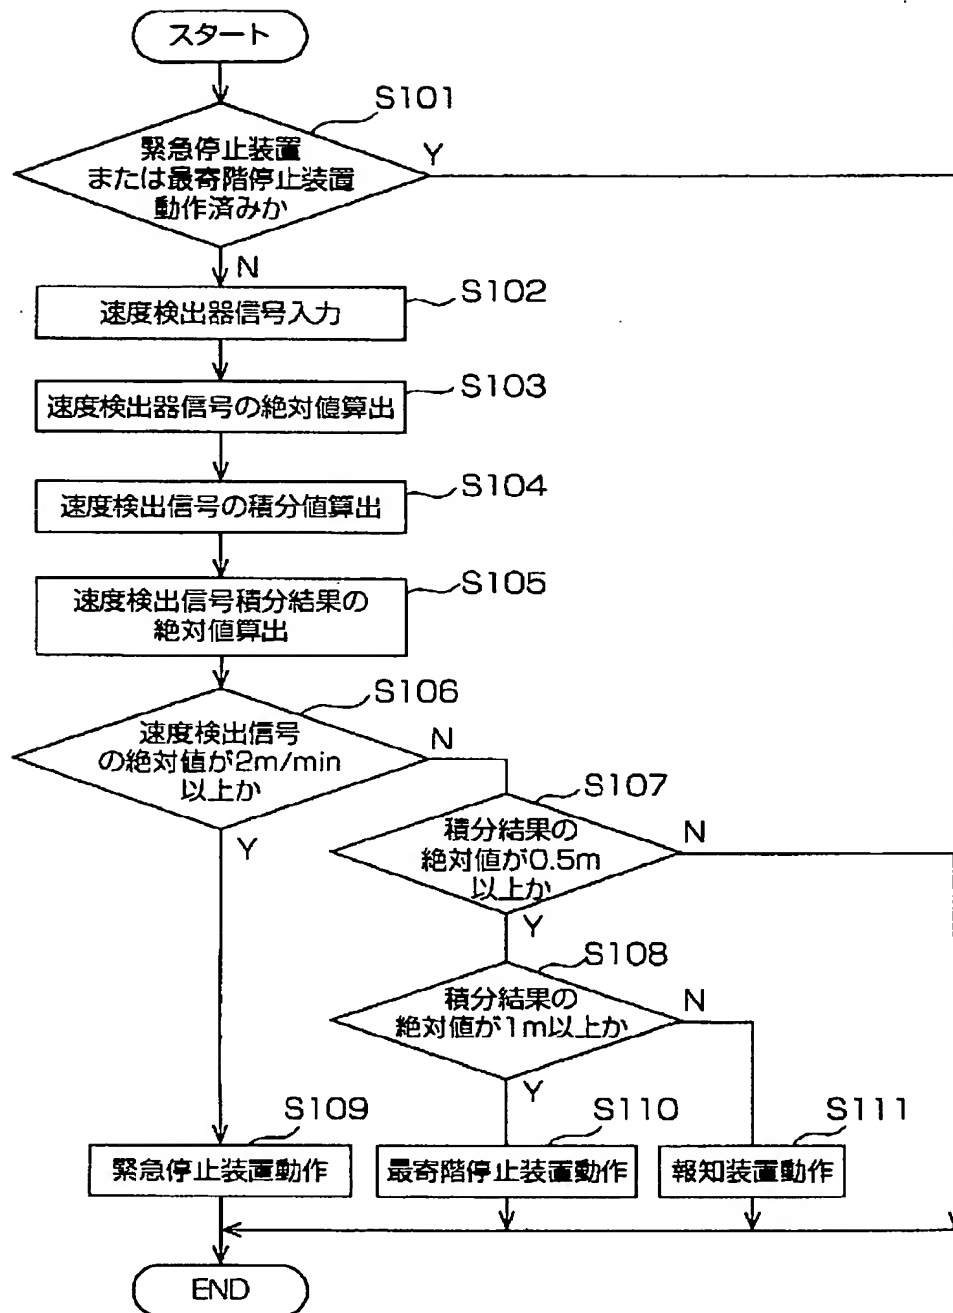 スタート
S101
緊急停止装置
または最寄階停止装置
動作済みか
Y
N
S102
速度検出器信号入力
S103
速度検出器信号の絶対値算出
S104
速度検出信号の積分値算出
S105
速度検出信号積分結果の
絶対値算出
S106
速度検出信号
の絶対値が2m/min
以上か
N
Y
S107
積分結果の
絶対値が0.5m
以上か
N
Y
S108
積分結果の
絶対値が1m以上か
N
Y
S109
緊急停止装置動作
S110
最寄階停止装置動作
S111
報知装置動作
END